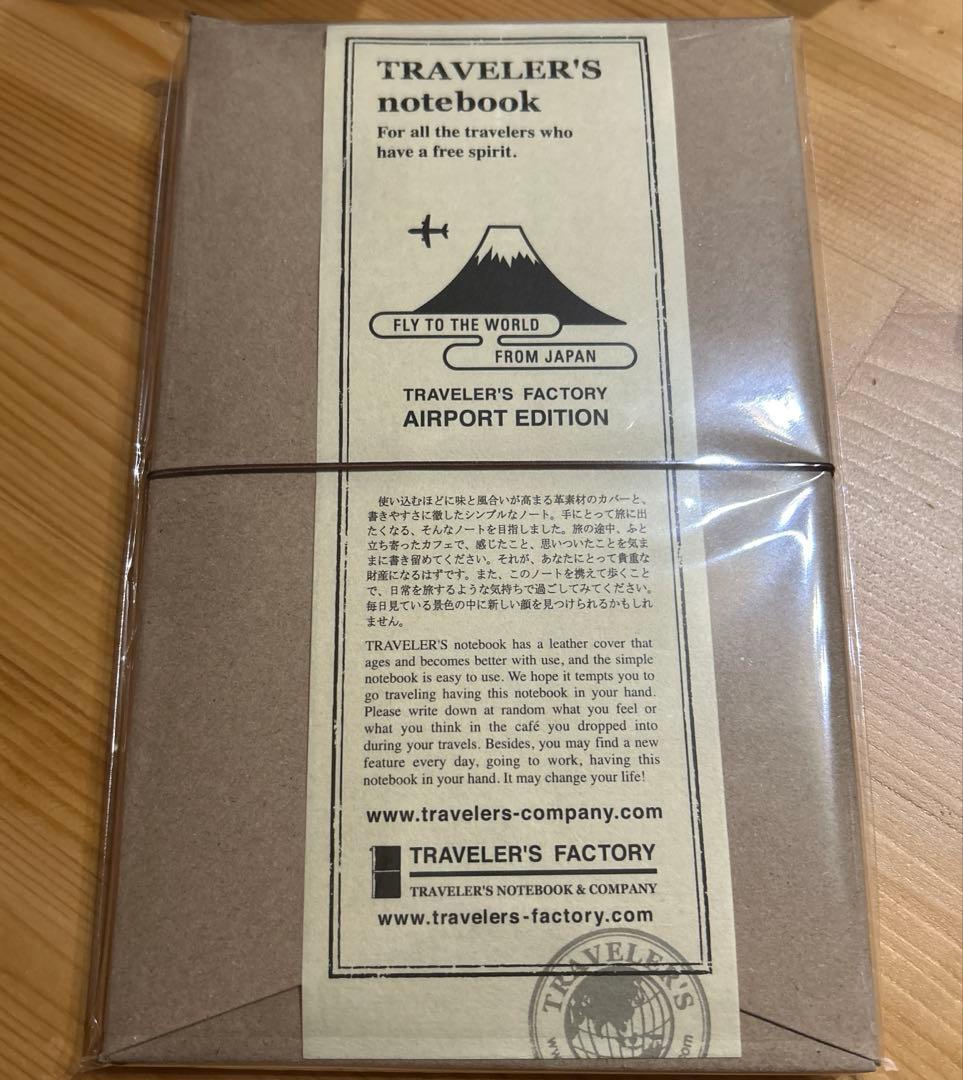 TRAVELER'S
notebook
For all the travelers who
have a free spirit.
FLY TO THE WORLD
FROM JAPAN
TRAVELER'S FACTORY
AIRPORT EDITION
使い込むほどに味と風合いが高まる革素材のカバーと、
書きやすさに徹したシンプルなノート。手にとって旅に出
たくなる、そんなノートを目指しました。旅の途中、ふと
立ち寄ったカフェで、感じたこと、思いついたことを気ま
まに書き留めてください。それが、あなたにとって貴重な
財産になるはずです。また、このノートを携えて歩くこと
で、日常を旅するような気持ちで過ごしてみてください。
毎日見ている景色の中に新しい顔を見つけられるかもしれ
ません。
TRAVELER'S notebook has a leather cover that
ages and becomes better with use, and the simple
notebook is easy to use. We hope it tempts you to
go traveling having this notebook in your hand.
Please write down at random what you feel or
what you think in the café you dropped into
during your travels. Besides, you may find a new
feature every day, going to work, having this
notebook in your hand. It may change your life!
www.travelers-company.com
TRAVELER'S FACTORY
TRAVELER'S NOTEBOOK & COMPANY
www.travelers-factory.com
TRAVELER'S